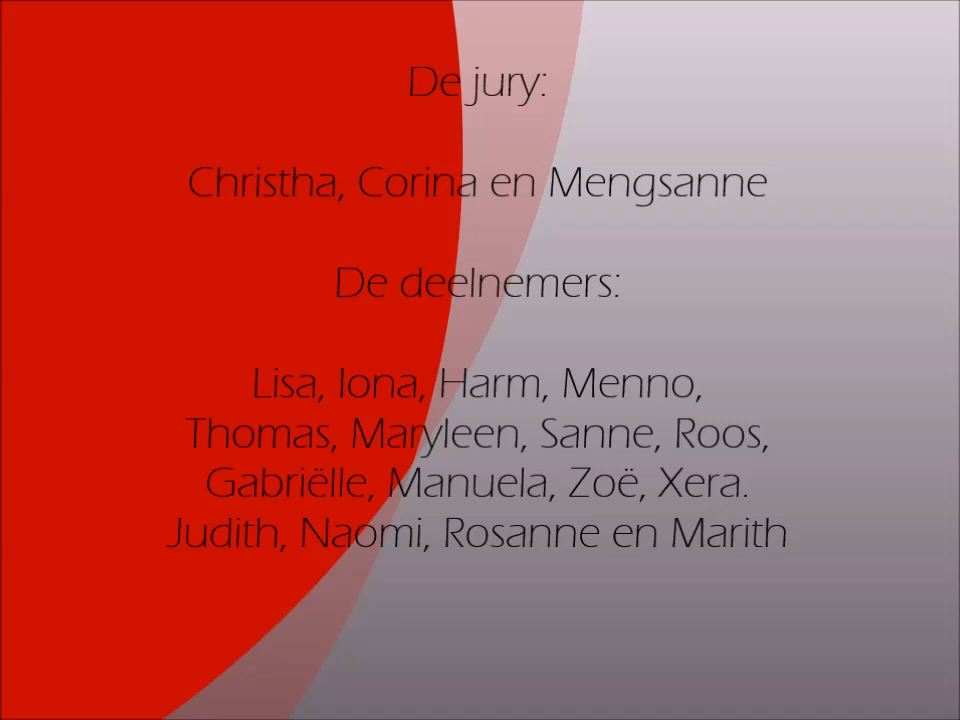 De jury:
Christha, Corina en Mengsanne
De deelnemers:
Lisa, Iona, Harm, Menno,
Thomas, Maryleen, Sanne, Roos,
Gabriëlle, Manuela, Zoë, Xera.
Judith, Naomi, Rosanne en Marith